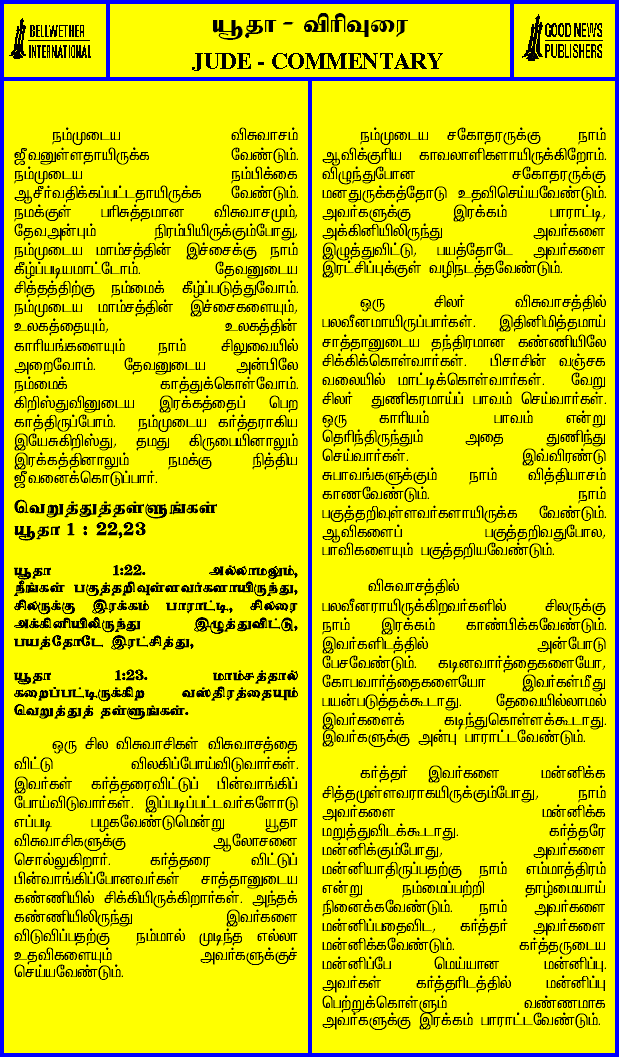 BELLWETHER
INTERNATIONAL
யூதா - விரிவுரை
JUDE - COMMENTARY
GOOD NEWS
PUBLISHERS
நம்முடைய விசுவாசம்
ஜீவனுள்ளதாயிருக்க வேண்டும்.
நம்முடைய நம்பிக்கை
ஆசீர்வதிக்கப்பட்டதாயிருக்க வேண்டும்.
நமக்குள் பரிசுத்தமான விசுவாசமும்,
தேவஅன்பும் நிரம்பியிருக்கும்போது,
நம்முடைய மாம்சத்தின் இச்சைக்கு நாம்
கீழ்ப்படியமாட்டோம். தேவனுடைய
சித்தத்திற்கு நம்மைக் கீழ்ப்படுத்துவோம்.
நம்முடைய மாம்சத்தின் இச்சைகளையும்,
உலகத்தையும், உலகத்தின்
காரியங்களையும் நாம் சிலுவையில்
அறைவோம். தேவனுடைய அன்பிலே
நம்மைக் காத்துக்கொள்வோம்.
கிறிஸ்துவினுடைய இரக்கத்தைப் பெற
காத்திருப்போம். நம்முடைய கர்த்தராகிய
இயேசுகிறிஸ்து, தமது கிருபையினாலும்
இரக்கத்தினாலும் நமக்கு நித்திய
ஜீவனைக்கொடுப்பார்.
வெறுத்துத்தள்ளுங்கள்
யூதா 1 : 22,23
யூதா 1:22. அல்லாமலும்,
நீங்கள் பகுத்தறிவுள்ளவர்களாயிருந்து,
சிலருக்கு இரக்கம் பாராட்டி, சிலரை
அக்கினியிலிருந்து இழுத்துவிட்டு,
பயத்தோடே இரட்சித்து,
யூதா 1:23. மாம்சத்தால்
கறைப்பட்டிருக்கிற வஸ்திரத்தையும்
வெறுத்துத் தள்ளுங்கள்.
ஒரு சில விசுவாசிகள் விசுவாசத்தை
விட்டு விலகிப்போய்விடுவார்கள்.
இவர்கள் கர்த்தரைவிட்டுப் பின்வாங்கிப்
போய்விடுவார்கள். இப்படிப்பட்டவர்களோடு
எப்படி பழகவேண்டுமென்று யூதா
விசுவாசிகளுக்கு ஆலோசனை
சொல்லுகிறார். கர்த்தரை விட்டுப்
பின்வாங்கிப்போனவர்கள் சாத்தானுடைய
கண்ணியில் சிக்கியிருக்கிறார்கள். அந்தக்
கண்ணியிலிருந்து இவர்களை
விடுவிப்பதற்கு நம்மால் முடிந்த எல்லா
உதவிகளையும் அவர்களுக்குச்
செய்யவேண்டும்.
நம்முடைய சகோதரருக்கு நாம்
ஆவிக்குரிய காவலாளிகளாயிருக்கிறோம்.
விழுந்துபோன சகோதரருக்கு
மனதுருக்கத்தோடு உதவிசெய்யவேண்டும்.
அவர்களுக்கு இரக்கம் பாராட்டி,
அக்கினியிலிருந்து அவர்களை
இழுத்துவிட்டு, பயத்தோடே அவர்களை
இரட்சிப்புக்குள் வழிநடத்தவேண்டும்.
ஒரு சிலர் விசுவாசத்தில்
பலவீனமாயிருப்பார்கள். இதினிமித்தமாய்
சாத்தானுடைய தந்திரமான கண்ணியிலே
சிக்கிக்கொள்வார்கள். பிசாசின் வஞ்சக
வலையில் மாட்டிக்கொள்வார்கள். வேறு
சிலர் துணிகரமாய்ப் பாவம் செய்வார்கள்.
ஒரு காரியம் பாவம் என்று
தெரிந்திருந்தும் அதை துணிந்து
செய்வார்கள். இவ்விரண்டு
சுபாவங்களுக்கும் நாம் வித்தியாசம்
காணவேண்டும். நாம்
பகுத்தறிவுள்ளவர்களாயிருக்க வேண்டும்.
ஆவிகளைப் பகுத்தறிவதுபோல,
பாவிகளையும் பகுத்தறியவேண்டும்.
விசுவாசத்தில்
பலவீனராயிருக்கிறவர்களில் சிலருக்கு
நாம் இரக்கம் காண்பிக்கவேண்டும்.
இவர்களிடத்தில் அன்போடு
பேசவேண்டும். கடினவார்த்தைகளையோ,
கோபவார்த்தைகளையோ இவர்கள்மீது
பயன்படுத்தக்கூடாது. தேவையில்லாமல்
இவர்களைக் கடிந்துகொள்ளக்கூடாது.
இவர்களுக்கு அன்பு பாராட்டவேண்டும்.
கர்த்தர் இவர்களை மன்னிக்க
சித்தமுள்ளவராகயிருக்கும்போது, நாம்
அவர்களை மன்னிக்க
மறுத்துவிடக்கூடாது. கர்த்தரே
மன்னிக்கும்போது, அவர்களை
மன்னியாதிருப்பதற்கு நாம் எம்மாத்திரம்
என்று நம்மைப்பற்றி தாழ்மையாய்
நினைக்கவேண்டும். நாம் அவர்களை
மன்னிப்பதைவிட, கர்த்தர் அவர்களை
மன்னிக்கவேண்டும். கர்த்தருடைய
மன்னிப்பே மெய்யான மன்னிப்பு.
அவர்கள் கர்த்தரிடத்தில் மன்னிப்பு
பெற்றுக்கொள்ளும் வண்ணமாக
அவர்களுக்கு இரக்கம் பாராட்டவேண்டும்.